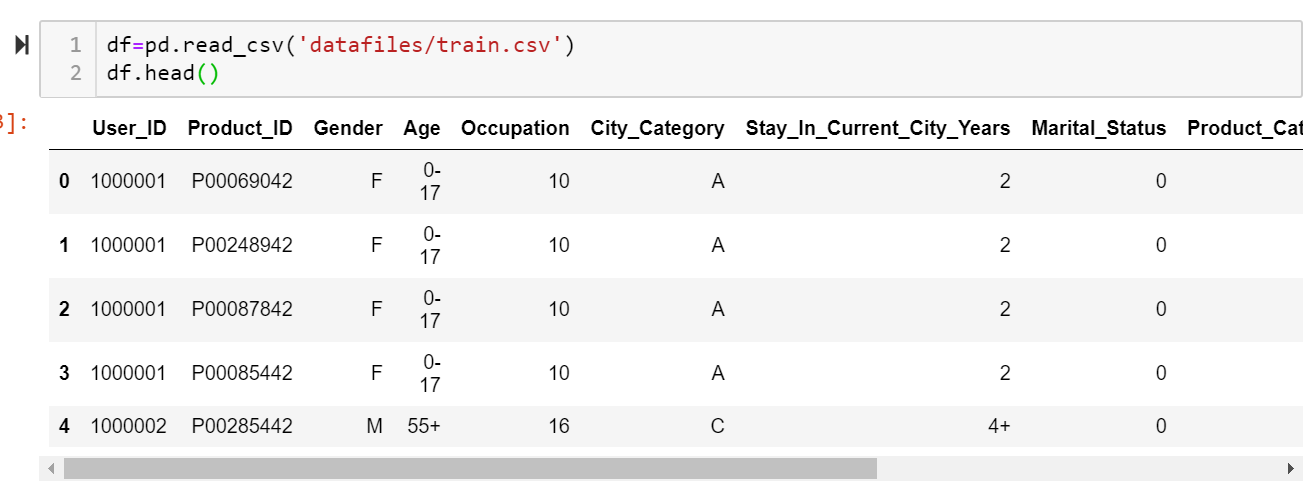 1 df=pd.read_csv('datafiles/train.csv')
2 df.head()
3]:
User_ID Product_ID Gender Age Occupation City_Category Stay_In_Current_City_Years Marital_Status Product_Cat
0 1000001 P00069042 F 0-17 10 A 2 0
1 1000001 P00248942 F 0-17 10 A 2 0
2 1000001 P00087842 F 0-17 10 A 2 0
3 1000001 P00085442 F 0-17 10 A 2 0
4 1000002 P00285442 M 55+ 16 C 4+ 0